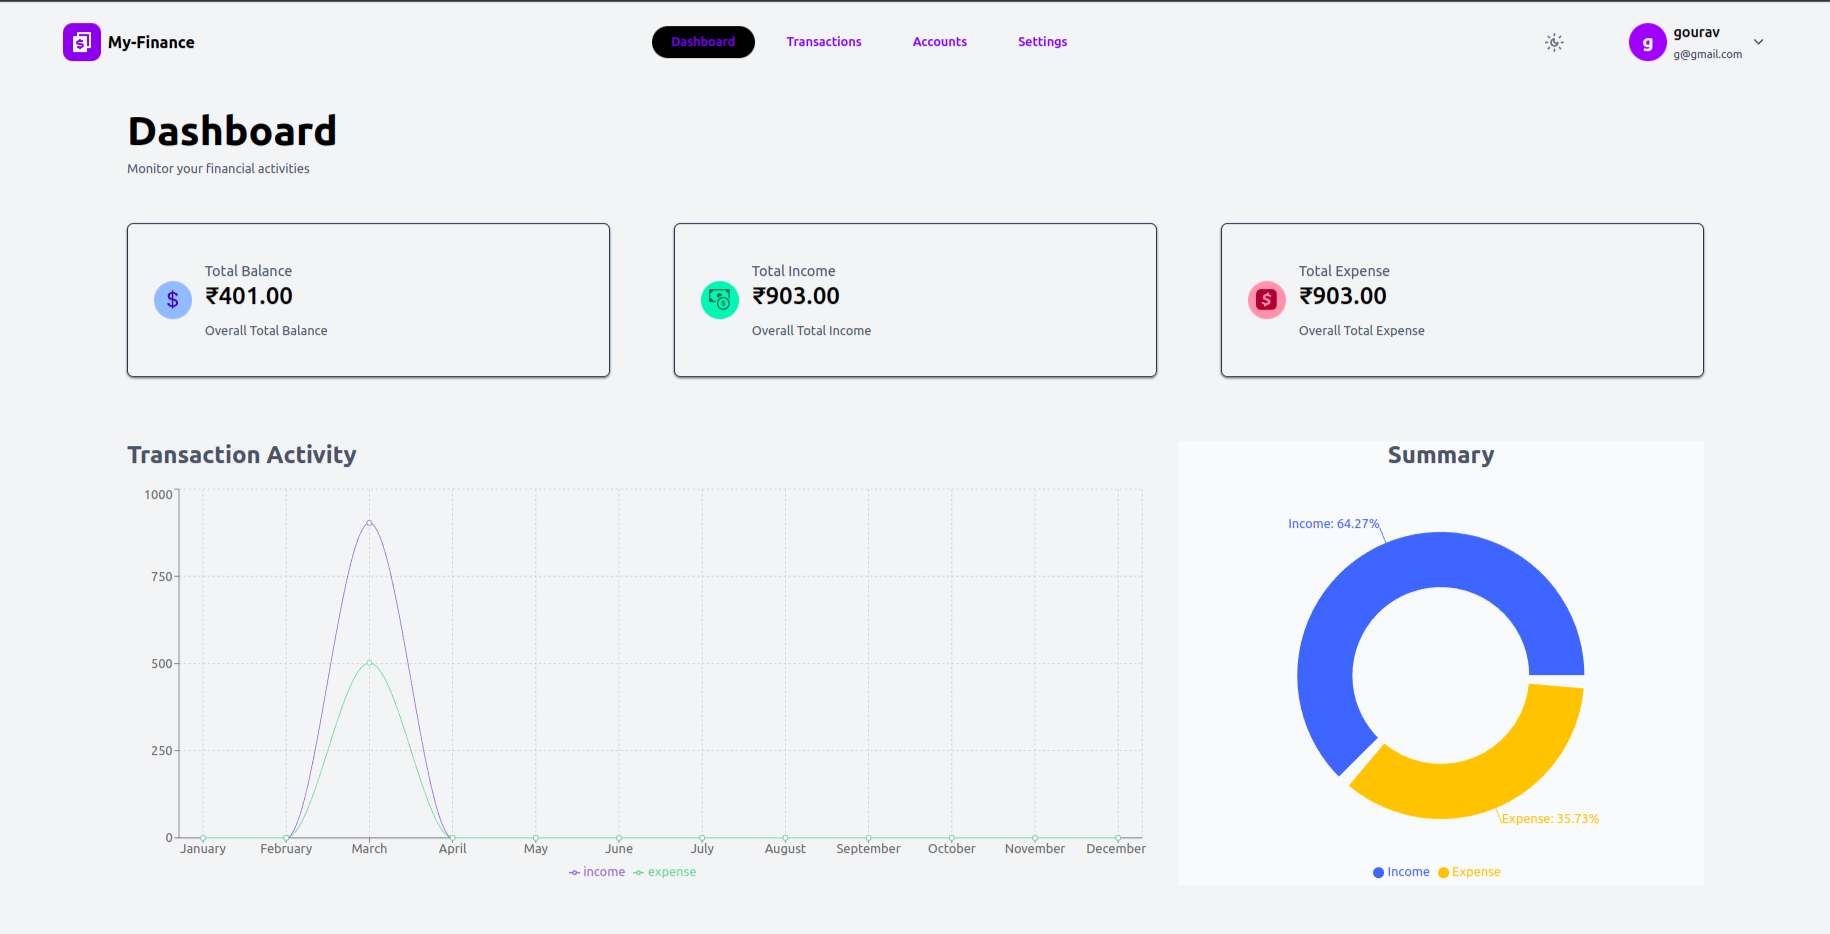 My-Finance
Dashboard
Transactions
Accounts
Settings
g
gourav
g@gmail.com
Dashboard
Monitor your financial activities
$
Total Balance
₹401.00
Overall Total Balance
$
Total Income
₹903.00
Overall Total Income
$
Total Expense
₹903.00
Overall Total Expense
Transaction Activity
1000
750
500
250
0
January February March April May June July August September October November December
income expense
Summary
Income: 64.27%
Expense: 35.73%
Income Expense